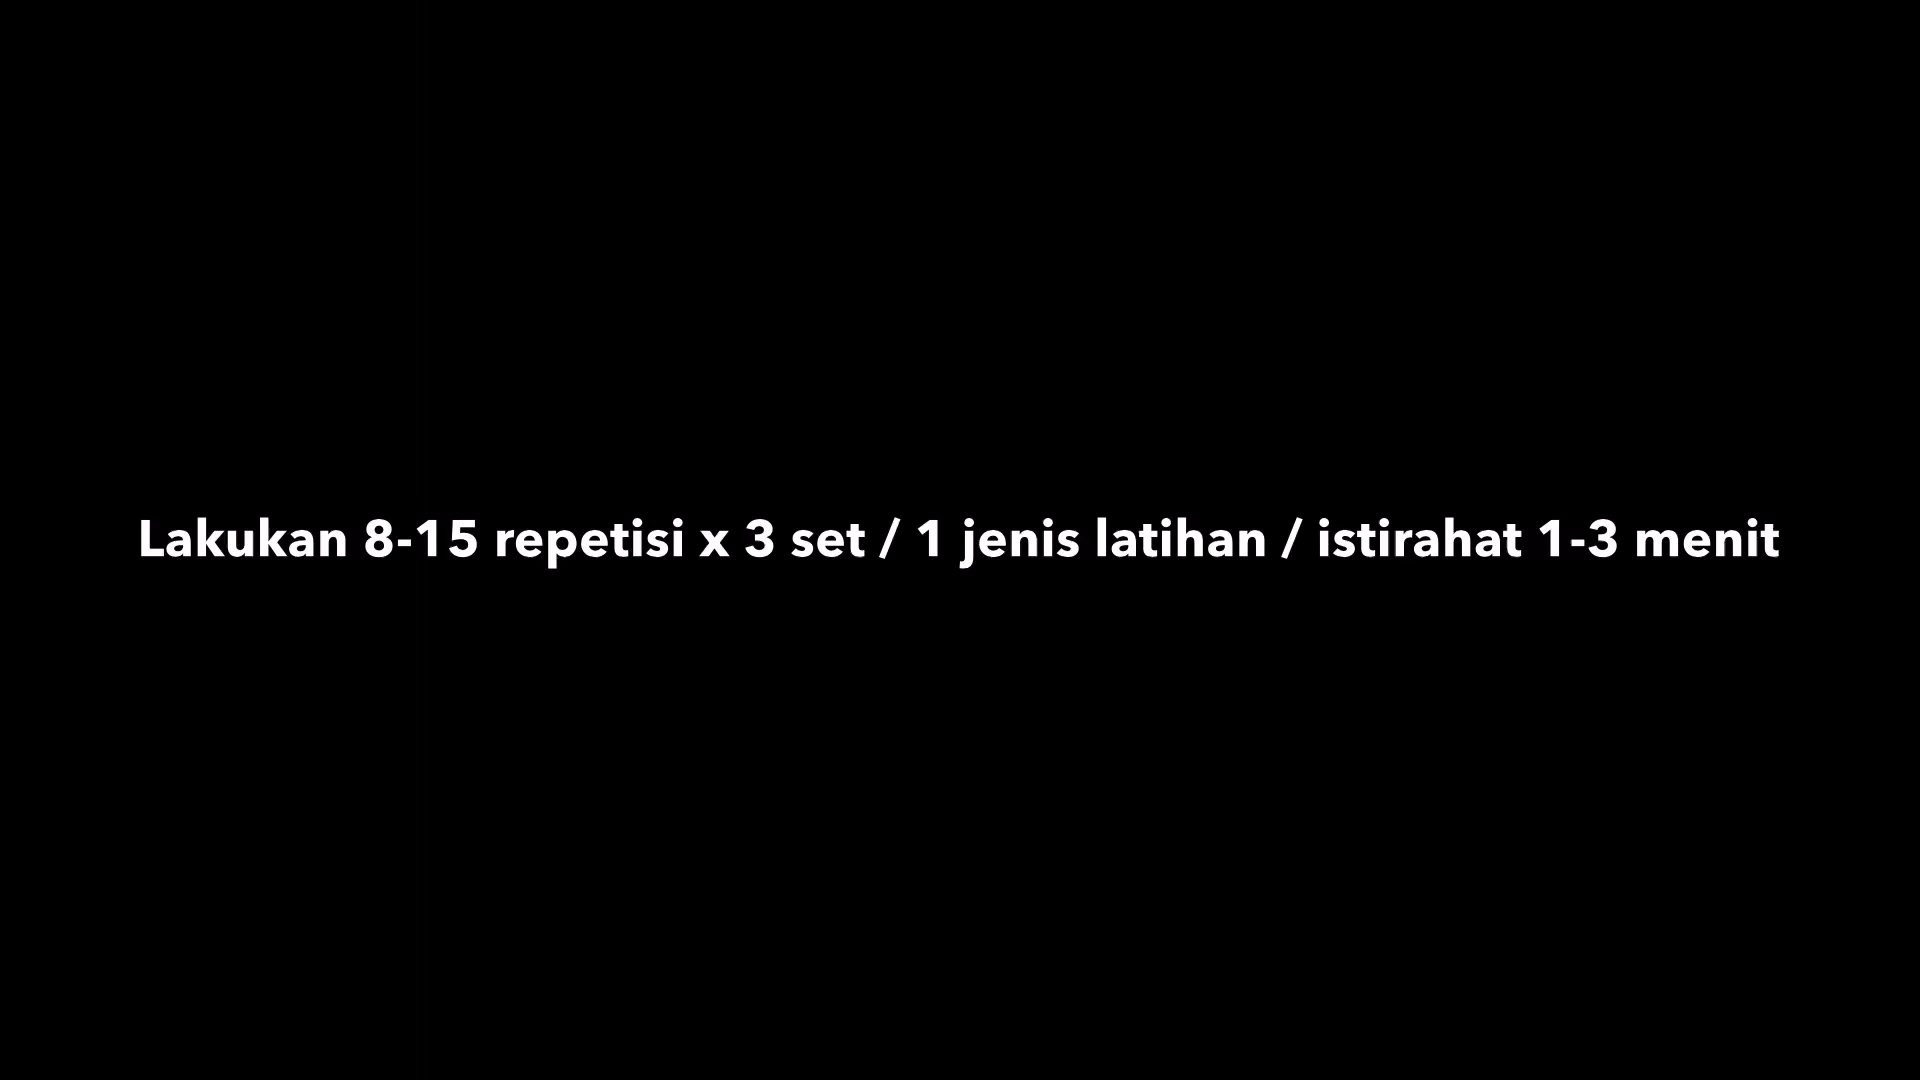 Lakukan 8-15 repetisi x 3 set / 1 jenis latihan / istirahat 1-3 menit